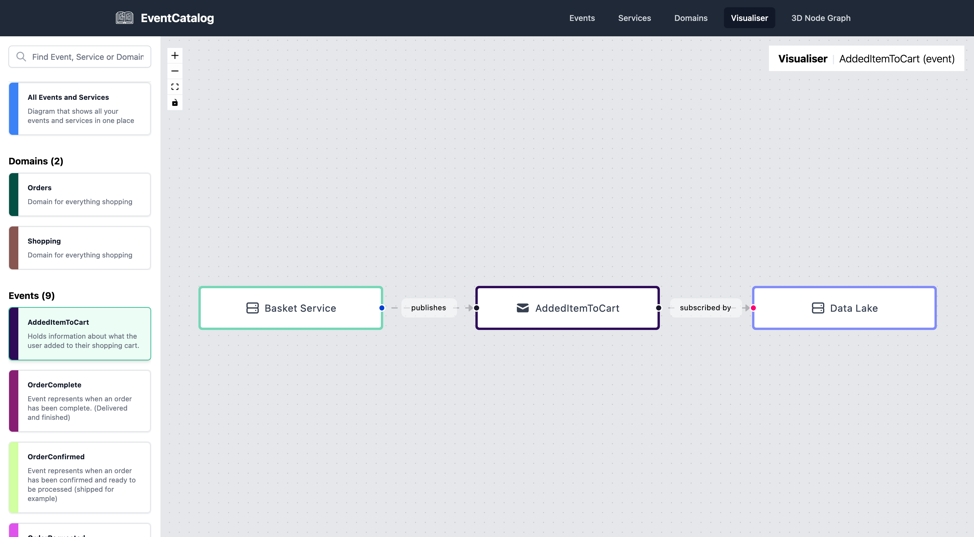 EventCatalog
Events
Services
Domains
Visualiser
3D Node Graph
Find Event, Service or Domain
All Events and Services
Diagram that shows all your
events and services in one place
Domains (2)
Orders
Domain for everything shopping
Shopping
Domain for everything shopping
Events (9)
AddedItemToCart
Holds information about what the
user added to their shopping cart.
OrderComplete
Event represents when an order
has been complete. (Delivered
and finished)
OrderConfirmed
Event represents when an order
has been confirmed and ready to
be processed (shipped for
example)
OrderRequested
Visualiser
AddedItemToCart (event)
Basket Service
publishes
AddedItemToCart
subscribed by
Data Lake